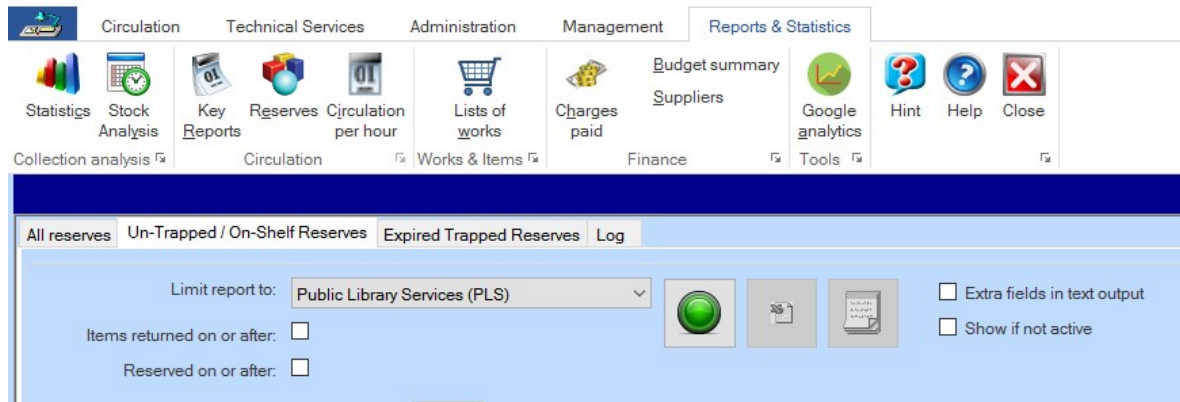 Circulation Technical Services Administration Management Reports & Statistics
Statistics
Stock
Analysis
Key
Reports
Reserves
Circulation
per hour
Lists of
works
Charges
paid
Budget summary
Suppliers
Google
analytics
Hint
Help
Close
Collection analysis Circulation Works & Items Finance Tools
All reserves Un-Trapped / On-Shelf Reserves Expired Trapped Reserves Log
Limit report to: Public Library Services (PLS)
Extra fields in text output
Items returned on or after:
Show if not active
Reserved on or after: